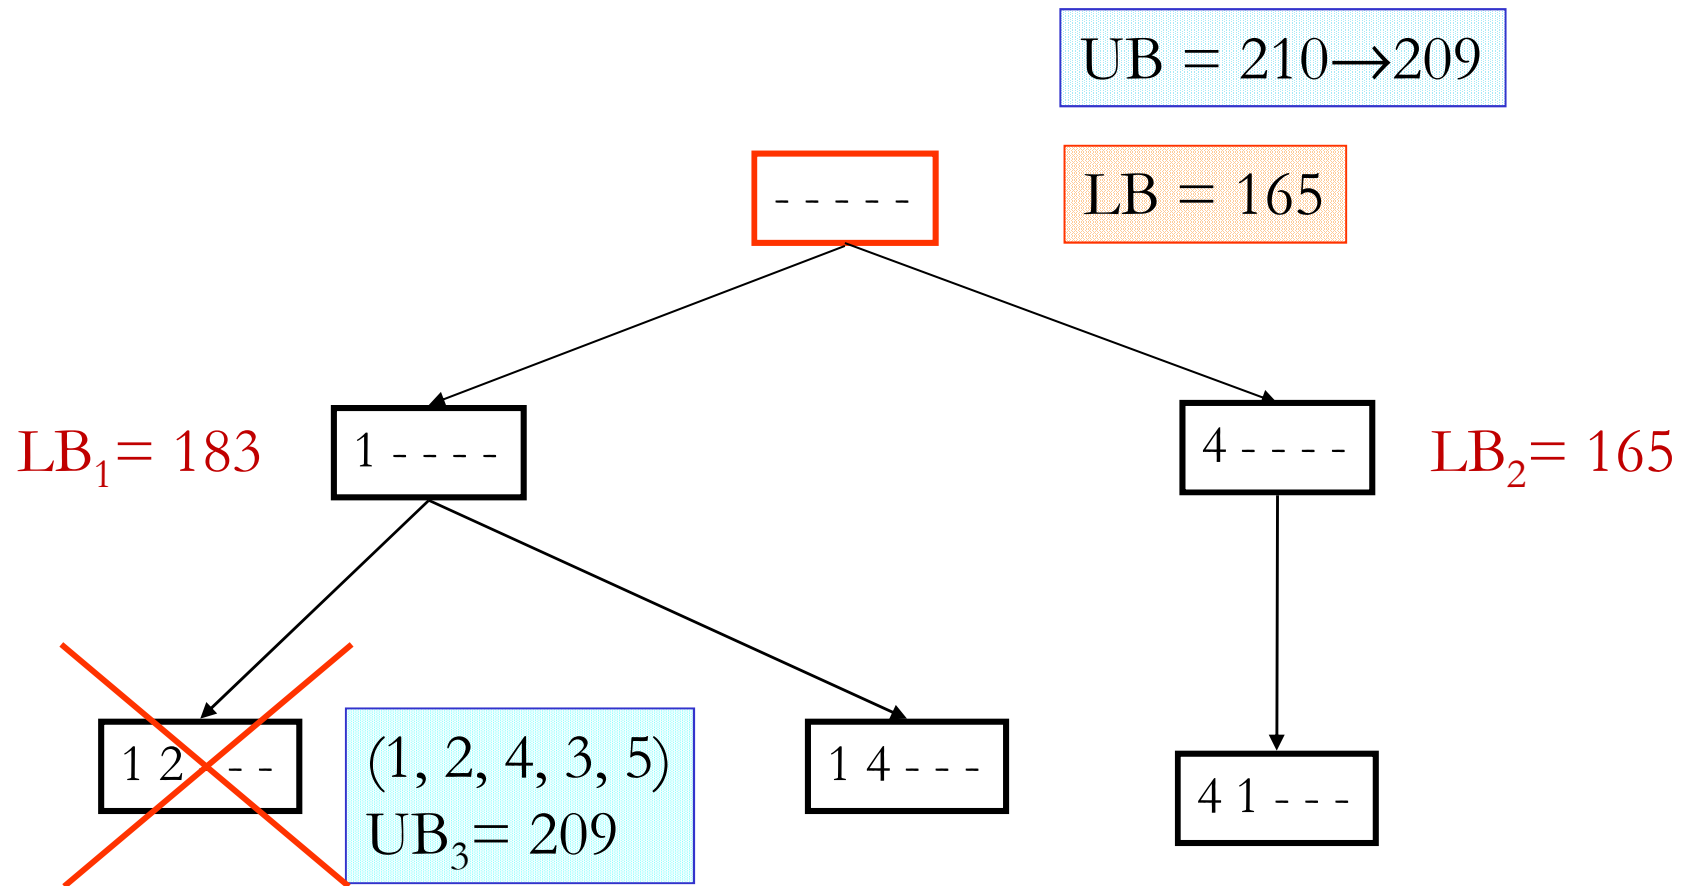 UB = 210→209
LB = 165
- - - - -
LB₁= 183
1 - - - -
4 - - - -
LB₂= 165
1 2 - - -
(1, 2, 4, 3, 5)
UB₃= 209
1 4 - - -
4 1 - - -